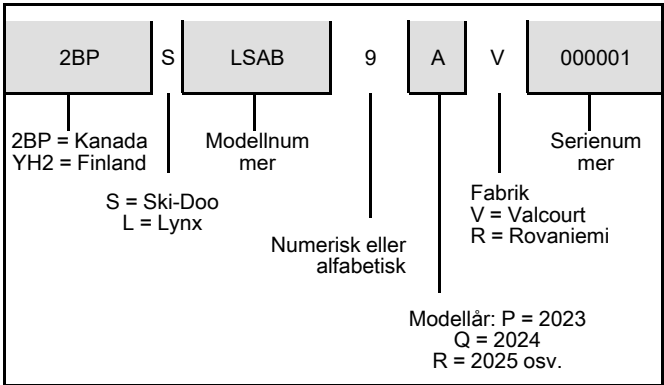 2BP S LSAB 9 A V 000001
2BP = Kanada
YH2 = Finland
Modellnum
mer
Serienum
mer
S = Ski-Doo
L = Lynx
Fabrik
V = Valcourt
R = Rovaniemi
Numerisk eller
alfabetisk
Modellår: P = 2023
Q = 2024
R = 2025 osv.